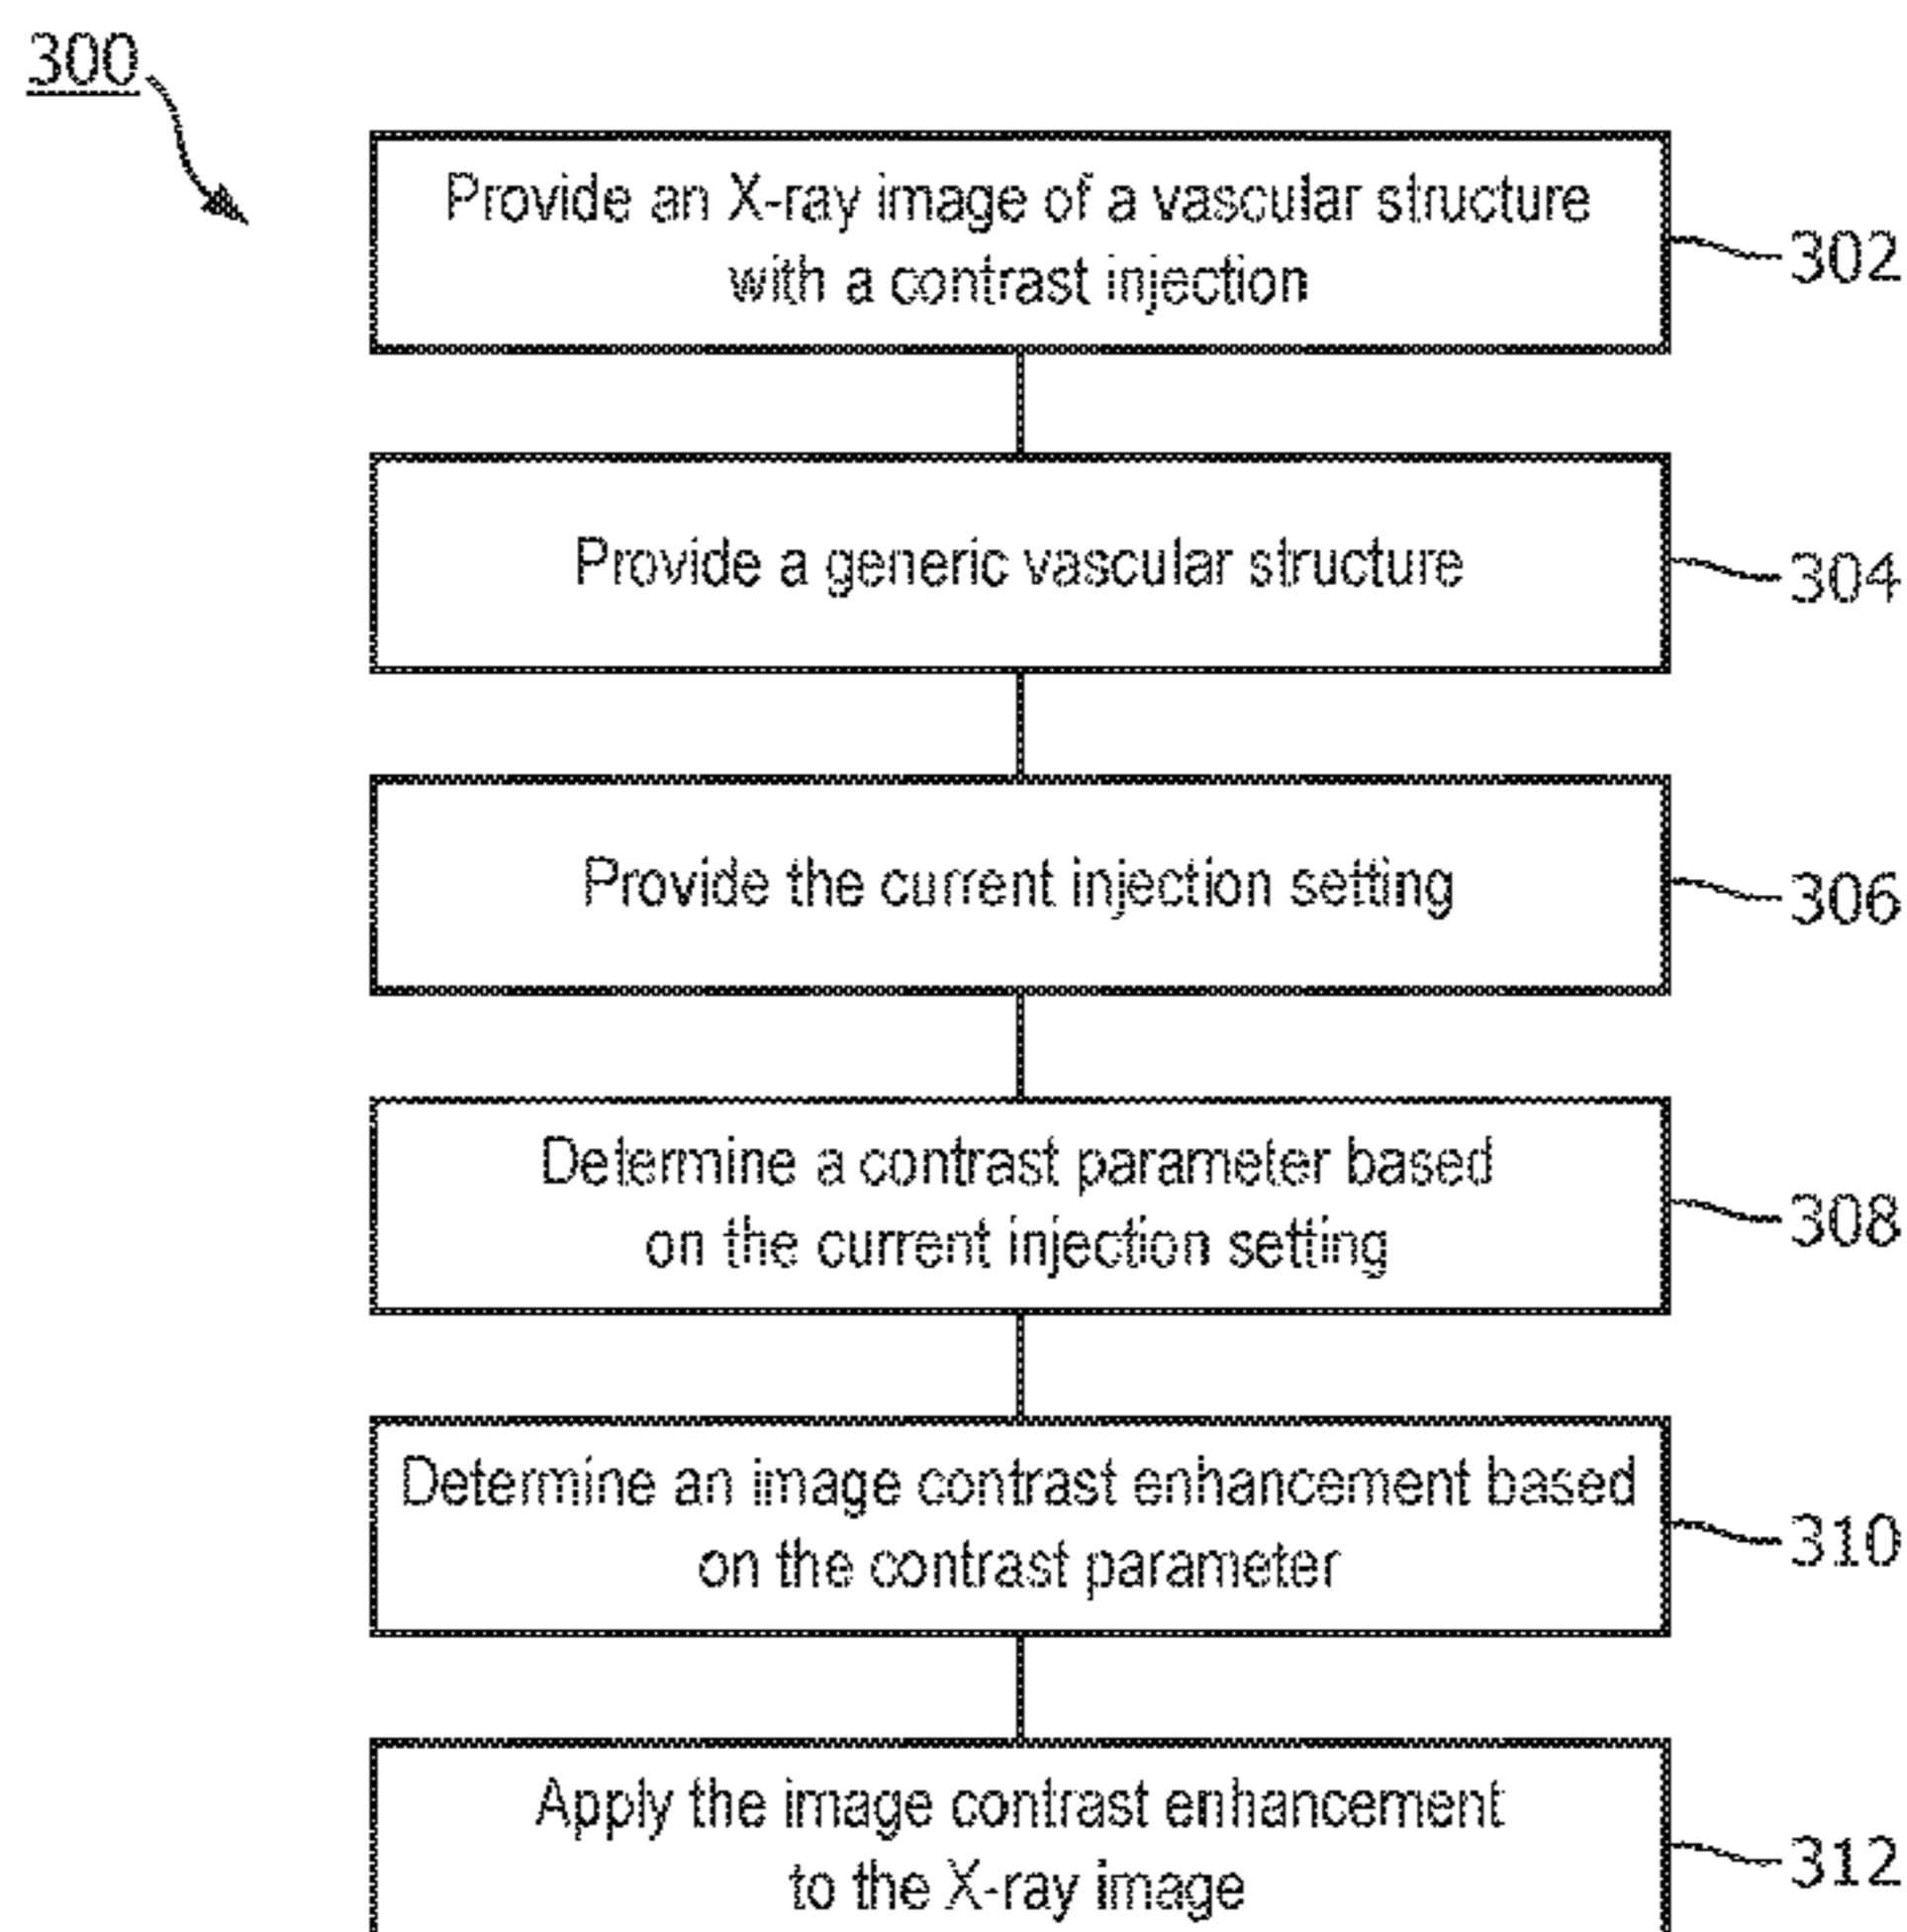 300
Provide an X-ray image of a vascular structure
with a contrast injection
302
Provide a generic vascular structure
304
Provide the current injection setting
306
Determine a contrast parameter based
on the current injection setting
308
Determine an image contrast enhancement based
on the contrast parameter
310
Apply the image contrast enhancement
to the X-ray image
312